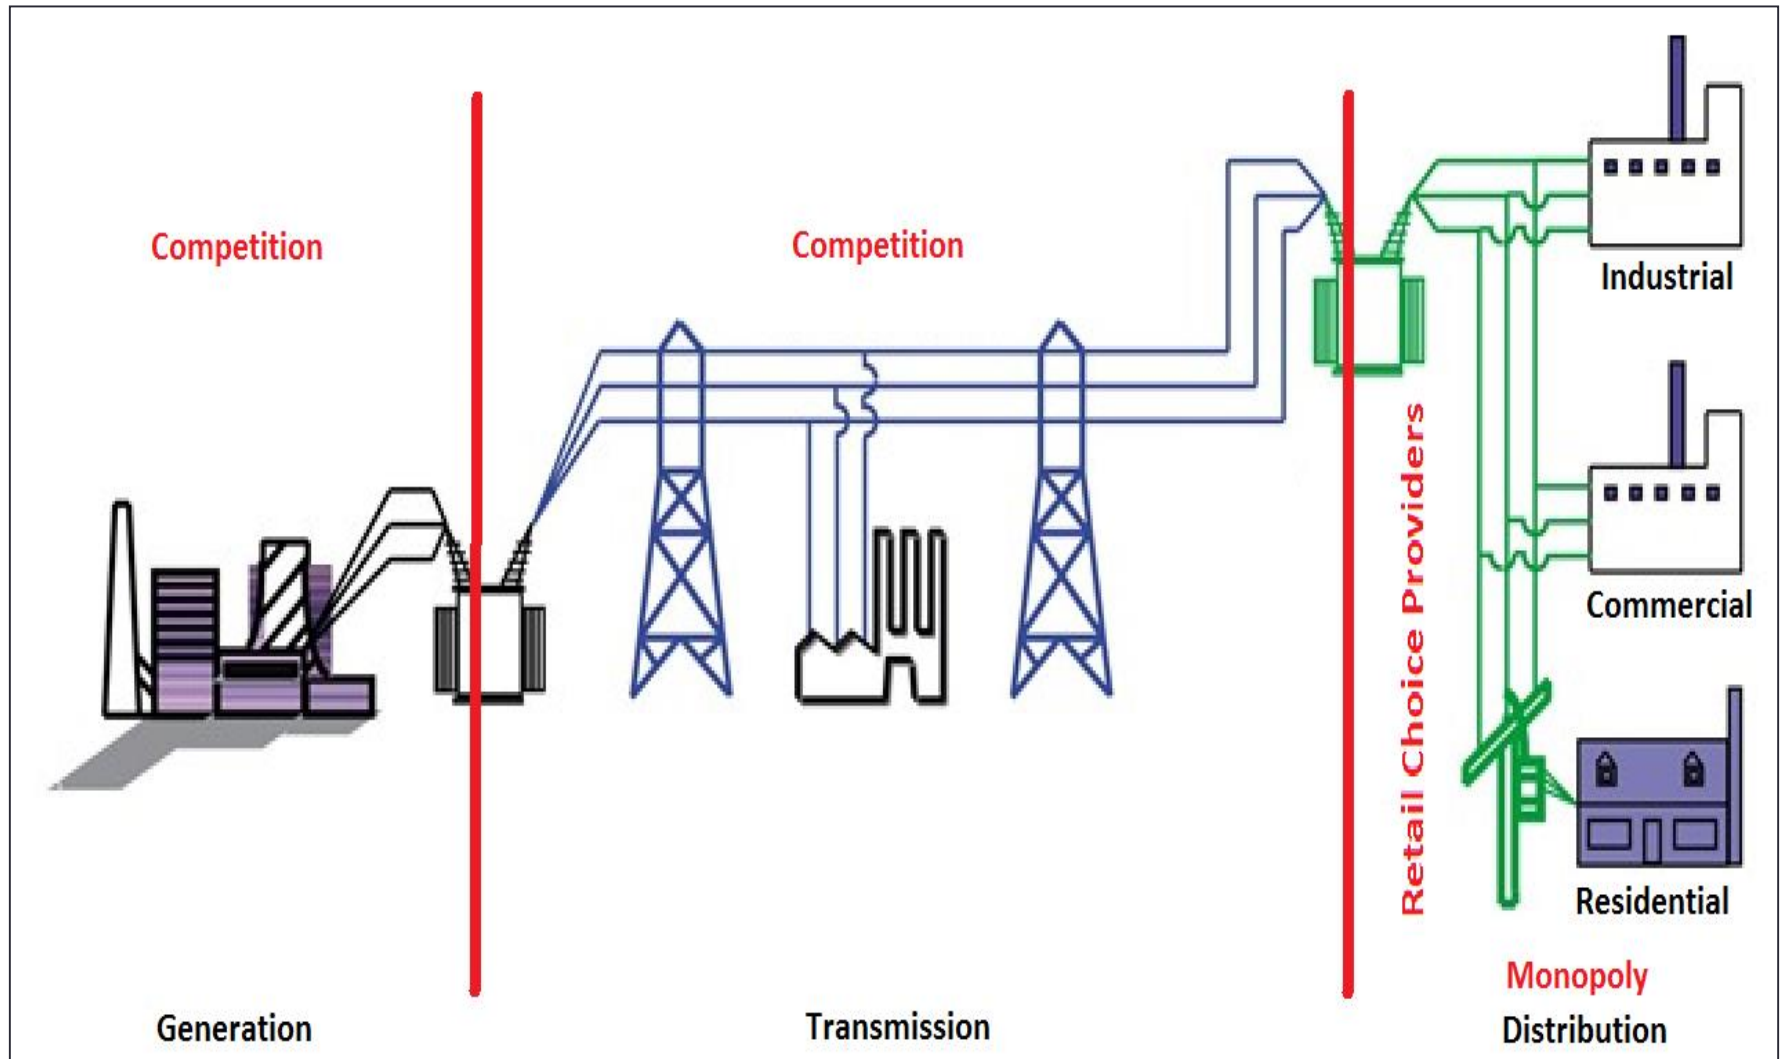 Competition
Competition
Industrial
Commercial
Retail Choice Providers
Residential
Monopoly
Generation
Transmission
Distribution